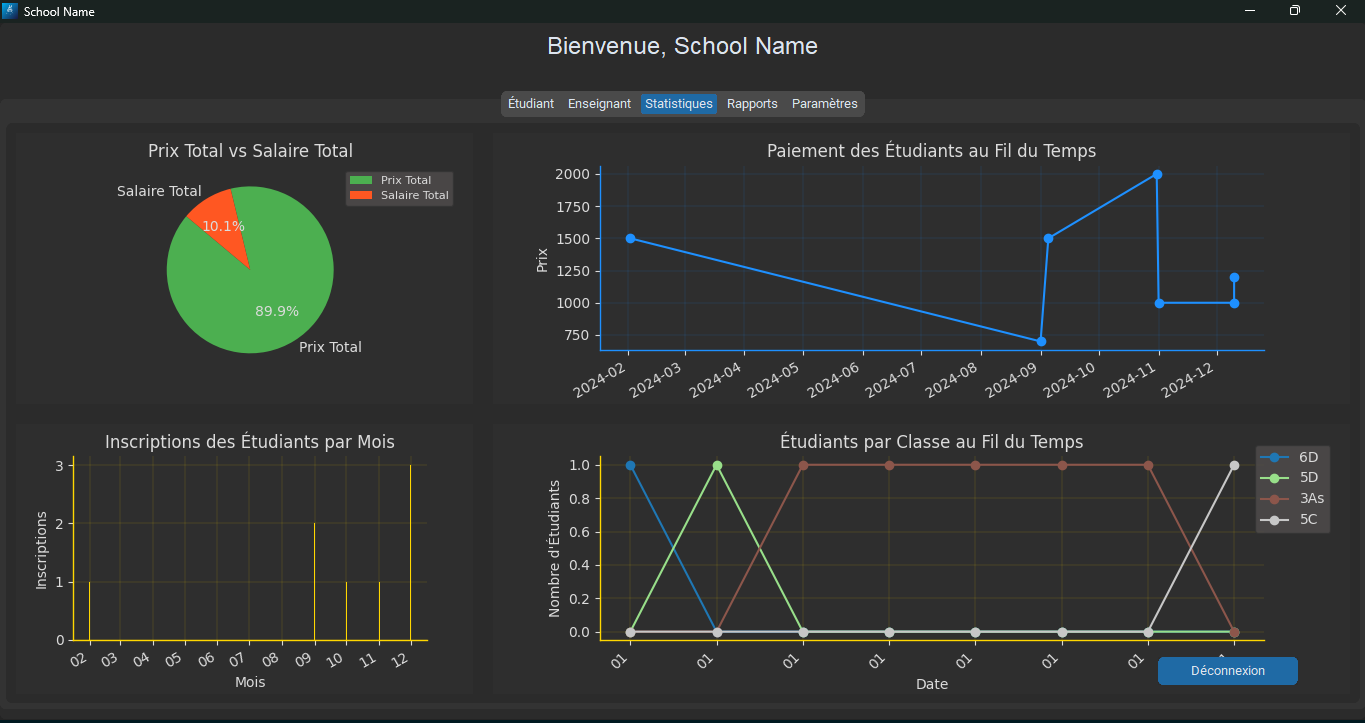 School Name
Bienvenue, School Name
Étudiant Enseignant Statistiques Rapports Paramètres
Prix Total vs Salaire Total
Prix Total
Salaire Total
Salaire Total
10.1%
89.9%
Prix Total
Paiement des Étudiants au Fil du Temps
Prix
2000
1750
1500
1250
1000
750
2024-02 2024-03 2024-04 2024-05 2024-06 2024-07 2024-08 2024-09 2024-10 2024-11 2024-12
Inscriptions des Étudiants par Mois
Inscriptions
3
2
1
0
02 03 04 05 06 07 08 09 10 11 12
Mois
Étudiants par Classe au Fil du Temps
6D
5D
3As
5C
Nombre d'Étudiants
1.0
0.8
0.6
0.4
0.2
0.0
01 01 01 01 01 01 01
Date
Déconnexion